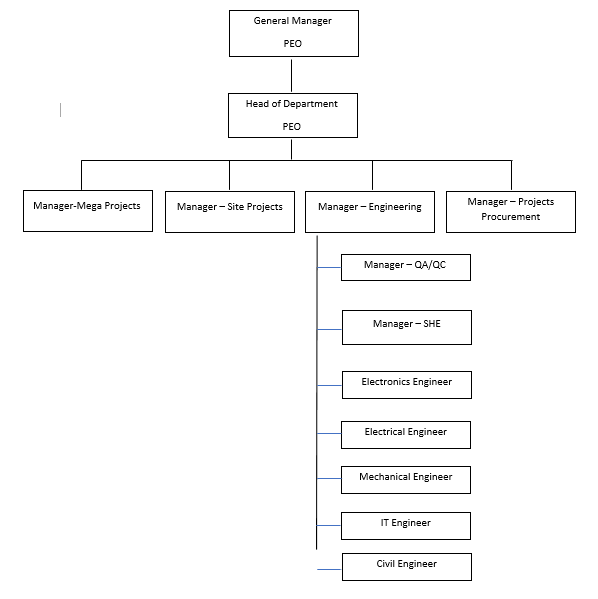 General Manager
PEO
Head of Department
PEO
Manager-Mega Projects
Manager – Site Projects
Manager – Engineering
Manager – Projects
Procurement
Manager – QA/QC
Manager – SHE
Electronics Engineer
Electrical Engineer
Mechanical Engineer
IT Engineer
Civil Engineer